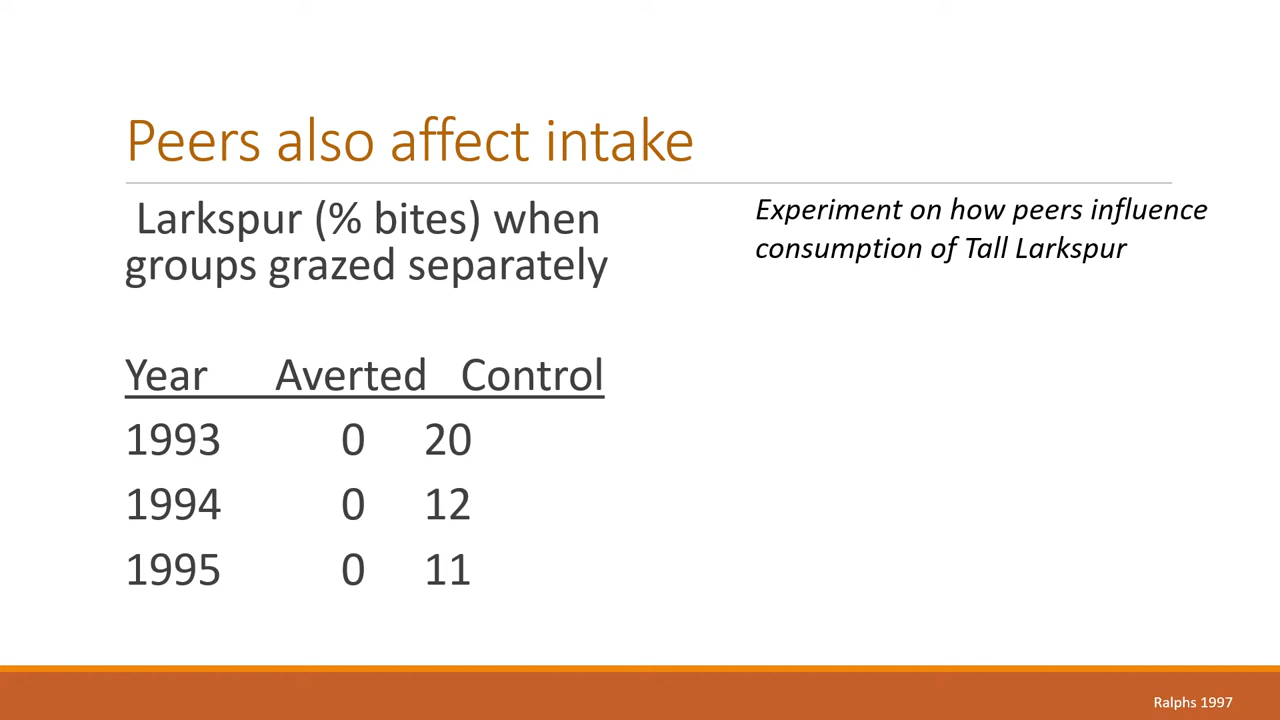 Peers also affect intake
Larkspur (% bites) when
groups grazed separately
Year Averted Control
1993 0 20
1994 0 12
1995 0 11
Experiment on how peers influence
consumption of Tall Larkspur
Ralphs 1997